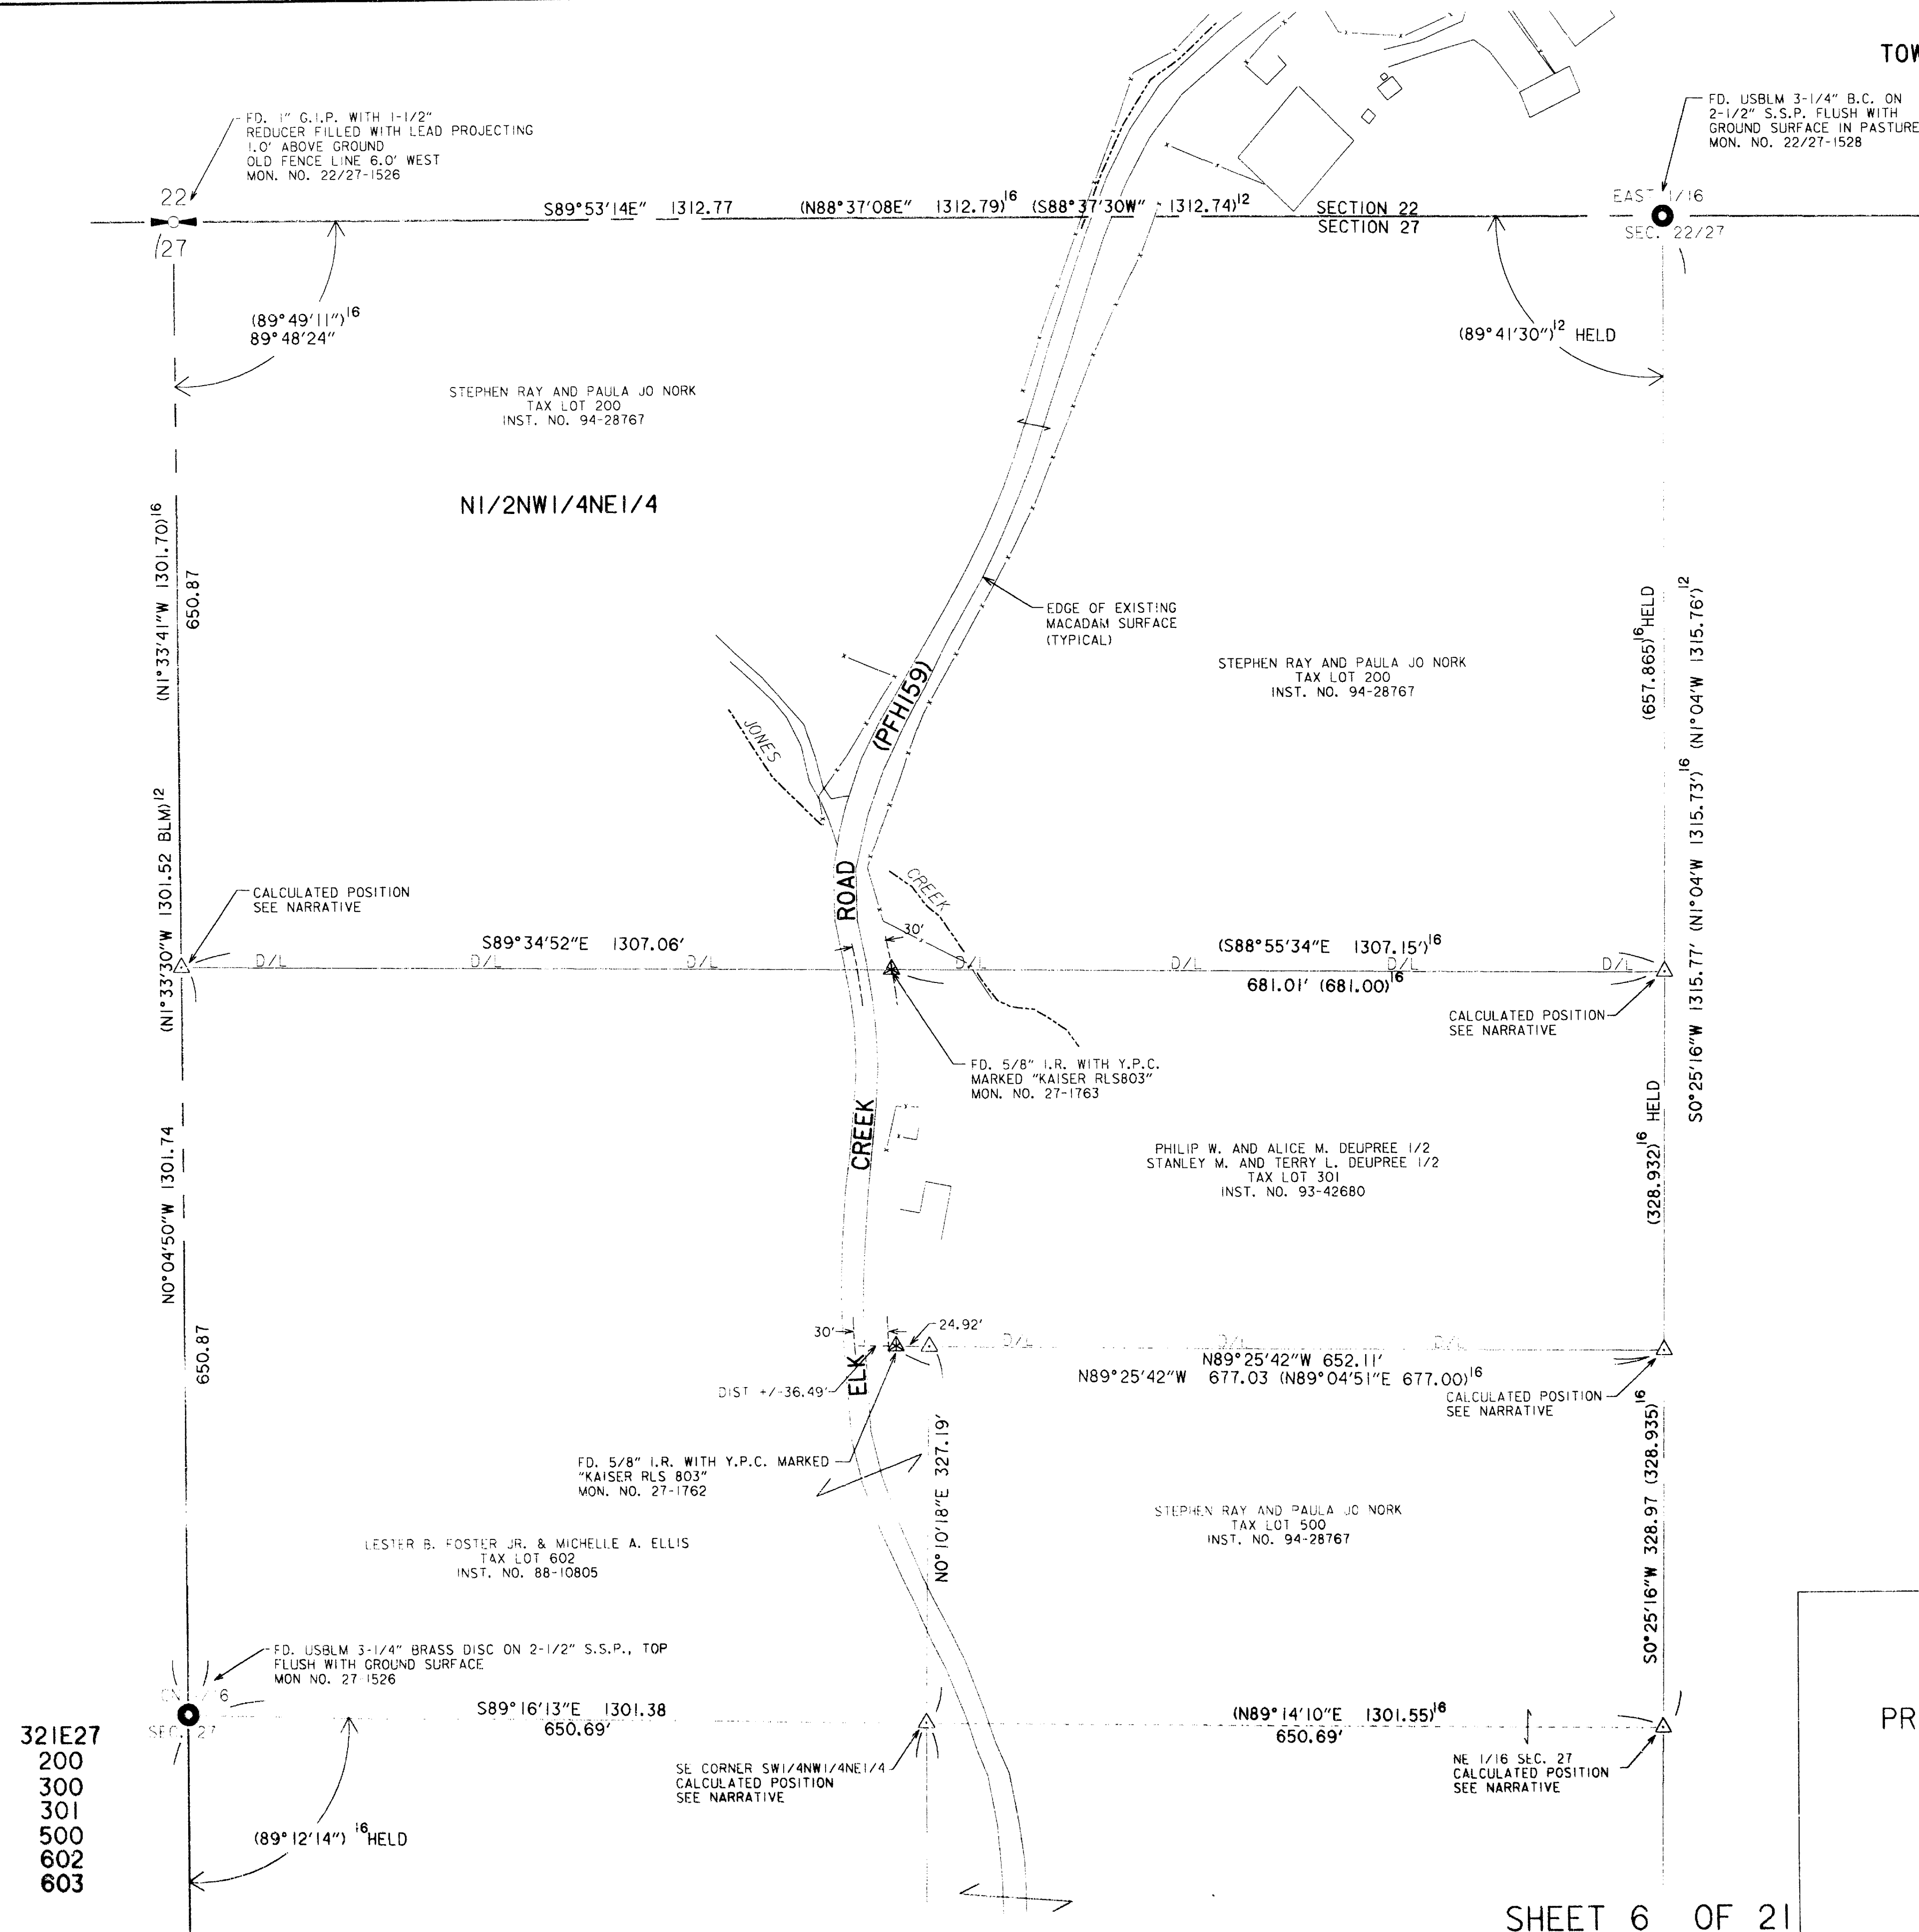 TOW
FD. 1" G.I.P. WITH 1-1/2"
REDUCER FILLED WITH LEAD PROJECTING
1.0' ABOVE GROUND
OLD FENCE LINE 6.0' WEST
MON. NO. 22/27-1526
FD. USBLM 3-1/4" B.C. ON
2-1/2" S.S.P. FLUSH WITH
GROUND SURFACE IN PASTURE
MON. NO. 22/27-1528
22
27
S89°53'14"E 1312.77 (N88°37'08"E 1312.79)16 (S88°37'30W" 1312.74)12
SECTION 22
SECTION 27
EAST 1/16
SEC. 22/27
(89°49'11")16
89°48'24"
(89°41'30")12 HELD
STEPHEN RAY AND PAULA JO NORK
TAX LOT 200
INST. NO. 94-28767
N1/2NW1/4NE1/4
(N1°33'41"W 1301.70)16
650.87
EDGE OF EXISTING
MACADAM SURFACE
(TYPICAL)
(PFH159)
STEPHEN RAY AND PAULA JO NORK
TAX LOT 200
INST. NO. 94-28767
(657.865)16 HELD
S0°25'16"W 1315.77' (N1°04'W 1315.73')16 (N1°04'W 1315.76')12
JONES
CREEK
ROAD
(N1°33'30"W 1301.52 BLM)12
CALCULATED POSITION
SEE NARRATIVE
30'
S89°34'52"E 1307.06'
(S88°55'34"E 1307.15')16
D/L D/L D/L D/L D/L D/L D/L
681.01' (681.00)16
CALCULATED POSITION
SEE NARRATIVE
FD. 5/8" I.R. WITH Y.P.C.
MARKED "KAISER RLS803"
MON. NO. 27-1763
CREEK
(328.932)16 HELD
PHILIP W. AND ALICE M. DEUPREE 1/2
STANLEY M. AND TERRY L. DEUPREE 1/2
TAX LOT 301
INST. NO. 93-42680
N0°04'50"W 1301.74
650.87
30'
24.92'
D/L D/L D/L
N89°25'42"W 652.11'
N89°25'42"W 677.03 (N89°04'51"E 677.00)16
DIST +/-36.49'
ELK
CALCULATED POSITION
SEE NARRATIVE
FD. 5/8" I.R. WITH Y.P.C. MARKED
"KAISER RLS 803"
MON. NO. 27-1762
N0°10'18"E 327.19'
S0°25'16"W 328.97 (328.935)16
STEPHEN RAY AND PAULA JO NORK
TAX LOT 500
INST. NO. 94-28767
LESTER B. FOSTER JR. & MICHELLE A. ELLIS
TAX LOT 602
INST. NO. 88-10805
FD. USBLM 3-1/4" BRASS DISC ON 2-1/2" S.S.P., TOP
FLUSH WITH GROUND SURFACE
MON NO. 27-1526
SEC. 27
S89°16'13"E 1301.38
650.69'
(N89°14'10"E 1301.55)16
650.69'
SE CORNER SW1/4NW1/4NE1/4
CALCULATED POSITION
SEE NARRATIVE
NE 1/16 SEC. 27
CALCULATED POSITION
SEE NARRATIVE
PR
(89°12'14") 16 HELD
321E27
200
300
301
500
602
603
SHEET 6 OF 21